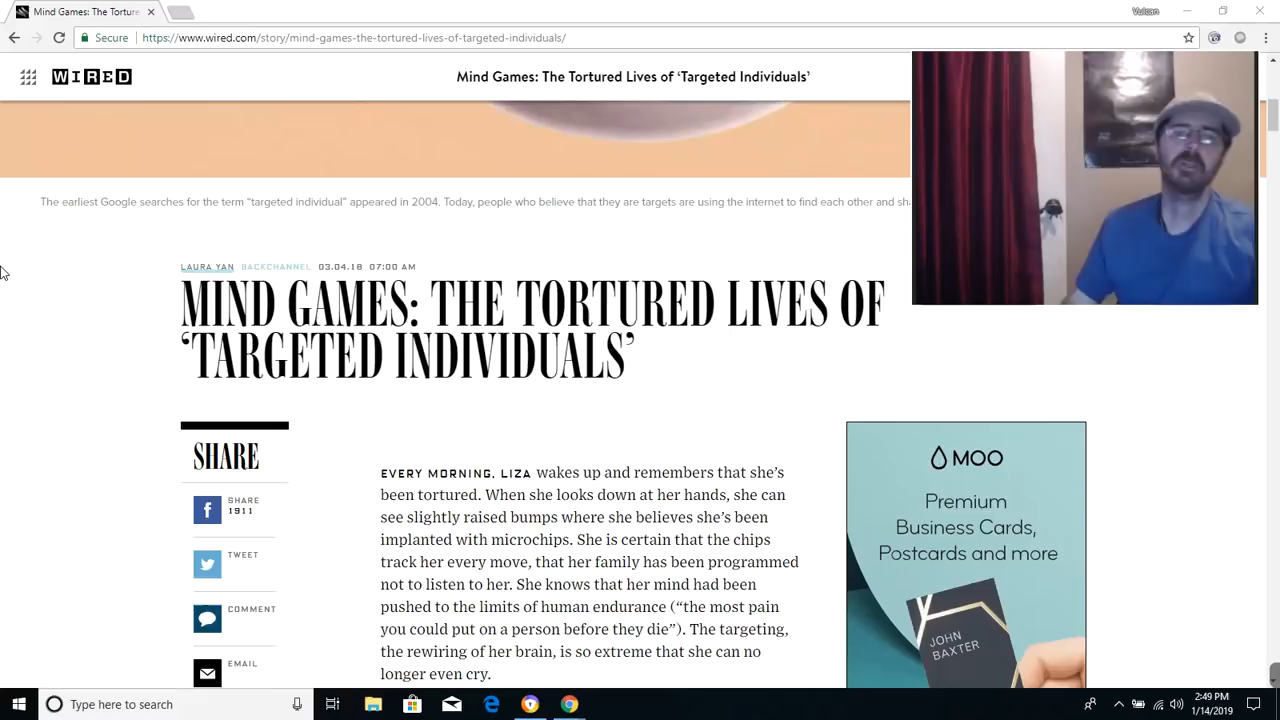 Mind Games: The Torture
Vulcan
Secure
https://www.wired.com/story/mind-games-the-tortured-lives-of-targeted-individuals/
WIRED
Mind Games: The Tortured Lives of ‘Targeted Individuals’
The earliest Google searches for the term “targeted individual” appeared in 2004. Today, people who believe that they are targets are using the internet to find each other and sha
LAURA YAN BACKCHANNEL 03.04.18 07:00 AM
MIND GAMES: THE TORTURED LIVES OF
‘TARGETED INDIVIDUALS’
SHARE
SHARE
1911
TWEET
COMMENT
EMAIL
EVERY MORNING, LIZA wakes up and remembers that she’s
been tortured. When she looks down at her hands, she can
see slightly raised bumps where she believes she’s been
implanted with microchips. She is certain that the chips
track her every move, that her family has been programmed
not to listen to her. She knows that her mind had been
pushed to the limits of human endurance (“the most pain
you could put on a person before they die”). The targeting,
the rewiring of her brain, is so extreme that she can no
longer even cry.
MOO
Premium
Business Cards,
Postcards and more
JOHN
BAXTER
Type here to search
2:49 PM
1/14/2019